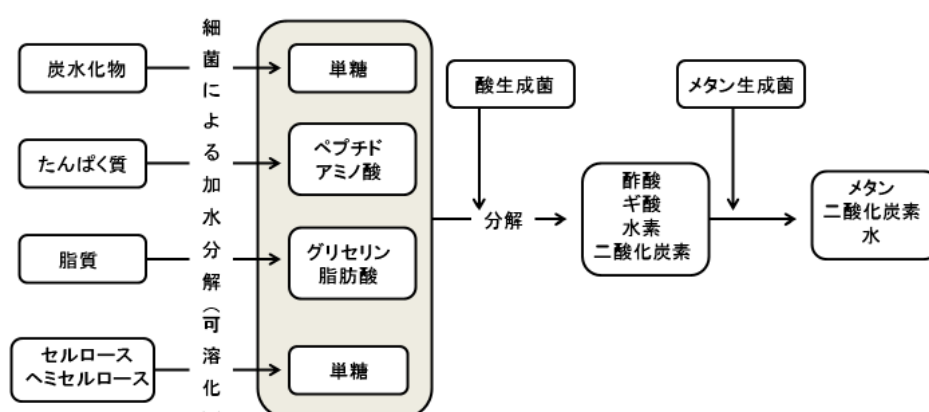 炭水化物
たんぱく質
脂質
セルロース
ヘミセルロース
細菌による加水分解(可溶化
単糖
ペプチド
アミノ酸
グリセリン
脂肪酸
単糖
酸生成菌
分解
酢酸
ギ酸
水素
二酸化炭素
メタン生成菌
メタン
二酸化炭素
水